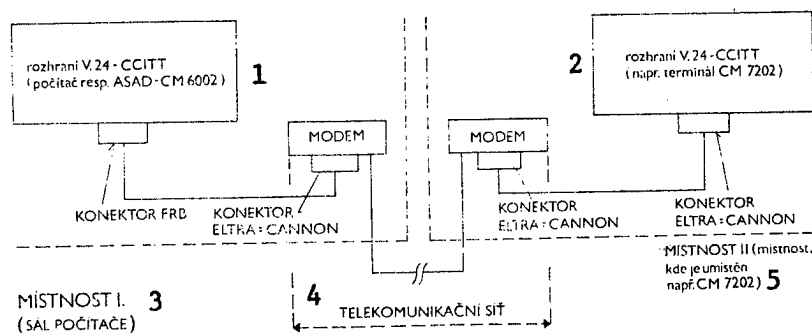 rozhraní V. 24 - CCITT
(počítač resp. ASAD - CM 6002)
1
2
rozhraní V. 24 - CCITT
(např. terminál CM 7202)
MODEM
MODEM
KONEKTOR FRB
KONEKTOR
ELTRA = CANNON
KONEKTOR
ELTRA = CANNON
KONEKTOR
ELTRA = CANNON
MÍSTNOST I.
(SÁL POČÍTAČE)
3
4
TELEKOMUNIKAČNÍ SÍŤ
MÍSTNOST II (místnost,
kde je umístěn
např. CM 7202)
5